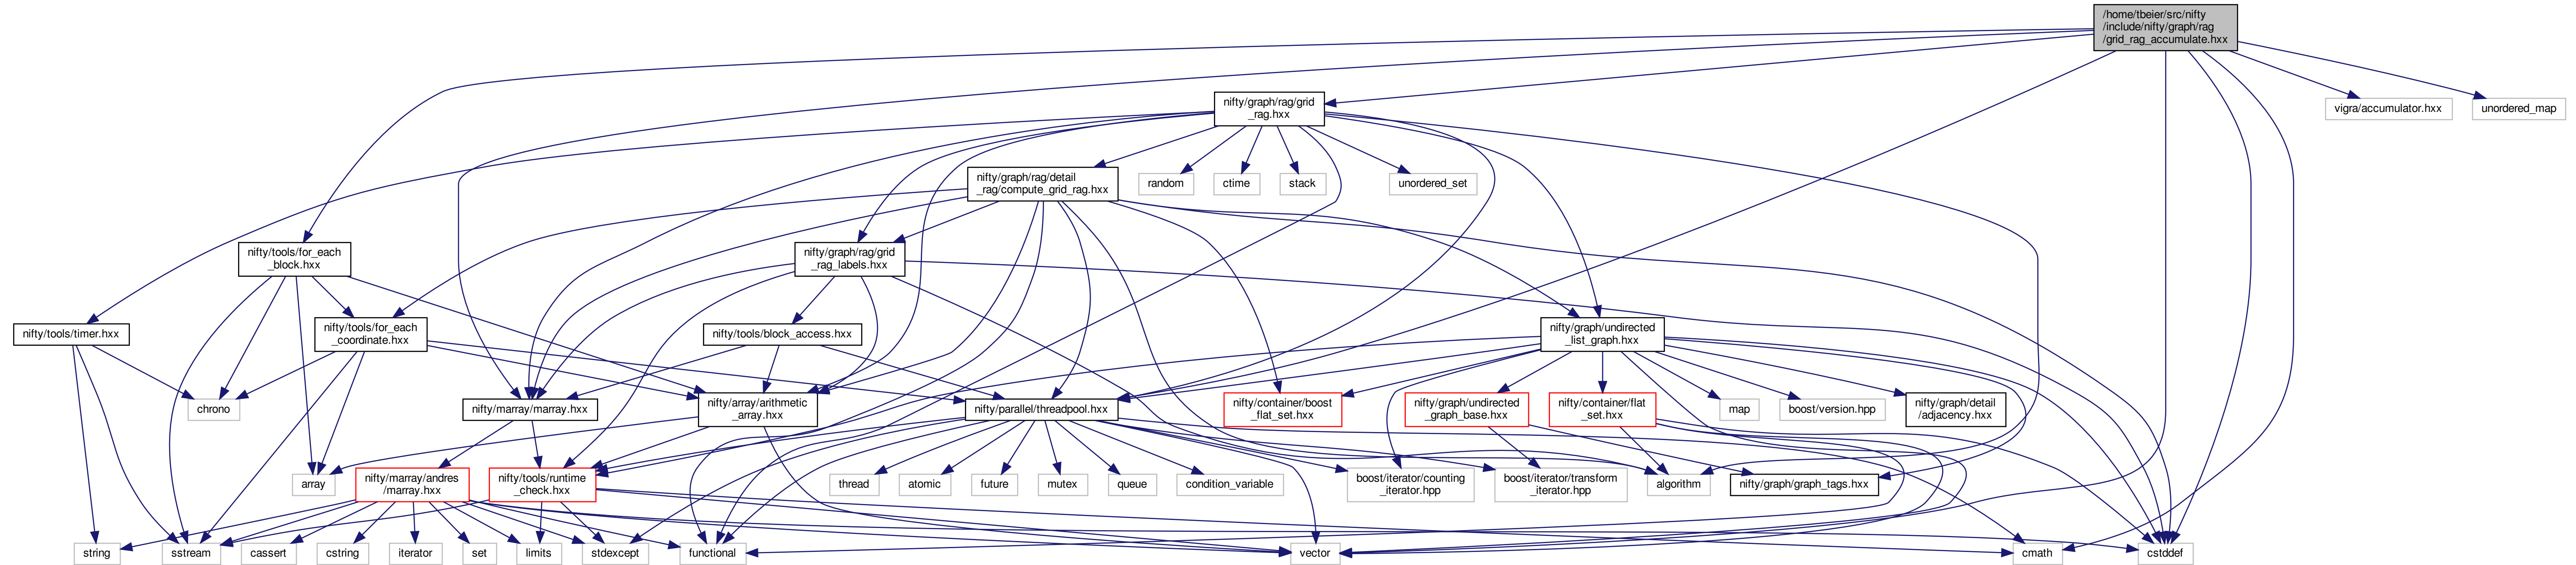 /home/tbeier/src/nifty
/include/nifty/graph/rag
/grid_rag_accumulate.hxx
nifty/graph/rag/grid
_rag.hxx
vigra/accumulator.hxx
unordered_map
nifty/graph/rag/detail
_rag/compute_grid_rag.hxx
random
ctime
stack
unordered_set
nifty/tools/for_each
_block.hxx
nifty/graph/rag/grid
_rag_labels.hxx
nifty/tools/timer.hxx
nifty/tools/for_each
_coordinate.hxx
nifty/tools/block_access.hxx
nifty/graph/undirected
_list_graph.hxx
chrono
nifty/marray/marray.hxx
nifty/array/arithmetic
_array.hxx
nifty/parallel/threadpool.hxx
nifty/container/boost
_flat_set.hxx
nifty/graph/undirected
_graph_base.hxx
nifty/container/flat
_set.hxx
map
boost/version.hpp
nifty/graph/detail
/adjacency.hxx
array
nifty/marray/andres
/marray.hxx
nifty/tools/runtime
_check.hxx
thread
atomic
future
mutex
queue
condition_variable
boost/iterator/counting
_iterator.hpp
boost/iterator/transform
_iterator.hpp
algorithm
nifty/graph/graph_tags.hxx
string
sstream
cassert
cstring
iterator
set
limits
stdexcept
functional
vector
cmath
cstddef